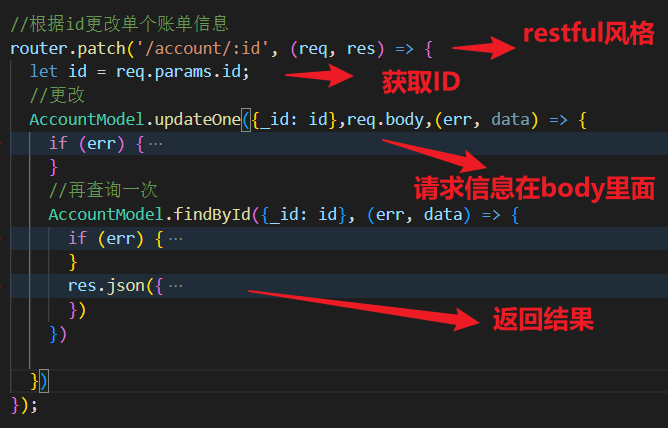 //根据id更改单个账单信息
router.patch('/account/:id', (req, res) => {
restful风格
let id = req.params.id;
获取ID
//更改
AccountModel.updateOne({_id: id},req.body,(err, data) => {
if (err) {⋯
}
请求信息在body里面
//再查询一次
AccountModel.findById({_id: id}, (err, data) => {
if (err) {⋯
}
res.json({⋯
})
返回结果
})
})
});